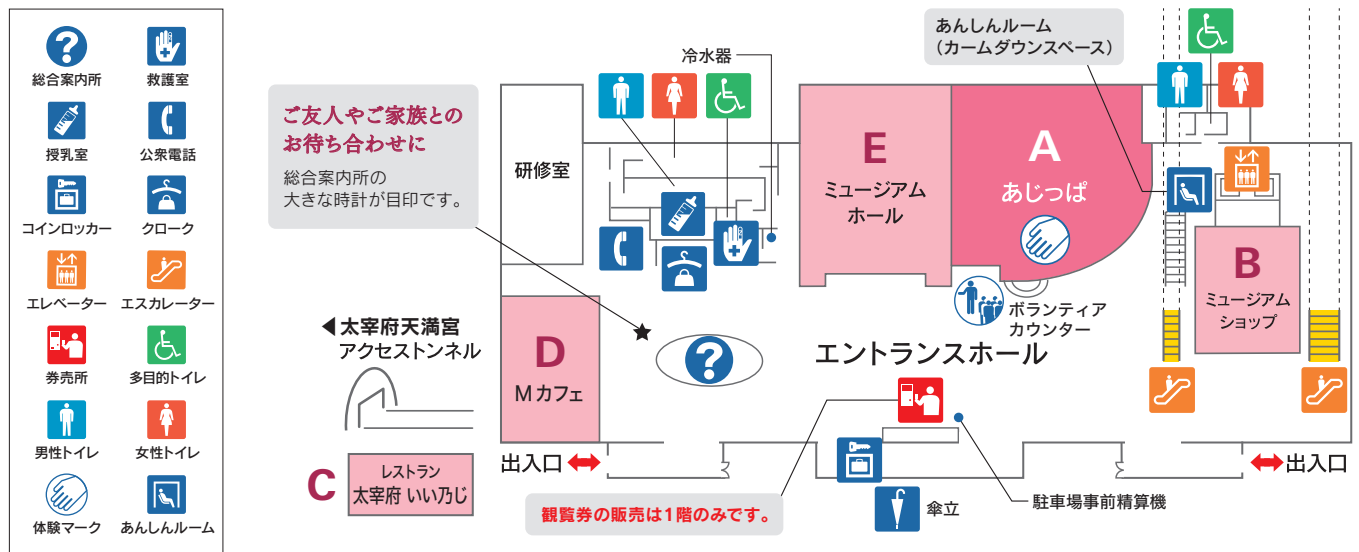 総合案内所
救護室
授乳室
公衆電話
コインロッカー
クローク
エレベーター
エスカレーター
券売所
多目的トイレ
男性トイレ
女性トイレ
体験マーク
あんしんルーム
ご友人やご家族との
お待ち合わせに
総合案内所の
大きな時計が目印です。
冷水器
あんしんルーム
(カームダウンスペース)
研修室
E
ミュージアム
ホール
A
あじっぱ
B
ミュージアム
ショップ
ボランティア
カウンター
◀太宰府天満宮
アクセストンネル
D
M カフェ
★
エントランスホール
出入口
出入口
C
レストラン
太宰府 いい乃じ
観覧券の販売は1階のみです。
傘立
駐車場事前精算機